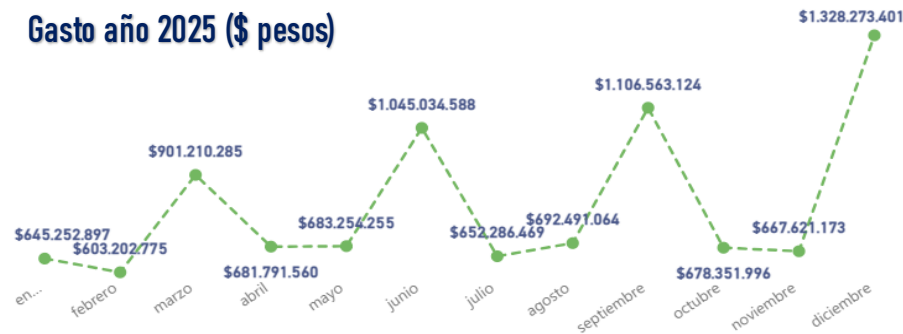 Gasto año 2025 ($ pesos)
$645.252.897
$603.202.775
$901.210.285
$681.791.560
$683.254.255
$1.045.034.588
$652.286.469
$692.491.064
$1.106.563.124
$678.351.996
$667.621.173
$1.328.273.401
en...
febrero
marzo
abril
mayo
junio
julio
agosto
septiembre
octubre
noviembre
diciembre